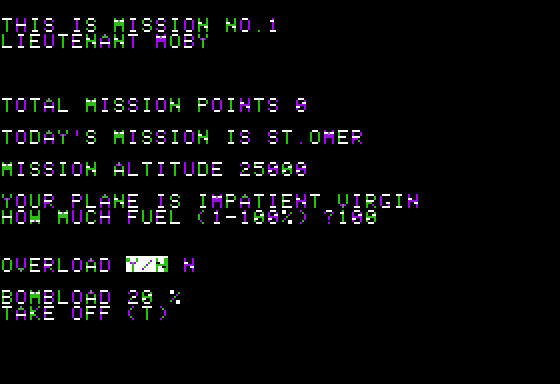 THIS IS MISSION NO.1
LIEUTENANT MOBY
TOTAL MISSION POINTS 0
TODAY'S MISSION IS ST.OMER
MISSION ALTITUDE 25000
YOUR PLANE IS IMPATIENT VIRGIN
HOW MUCH FUEL (1-100%) ?100
OVERLOAD Y/N N
BOMBLOAD 20 %
TAKE OFF (T)